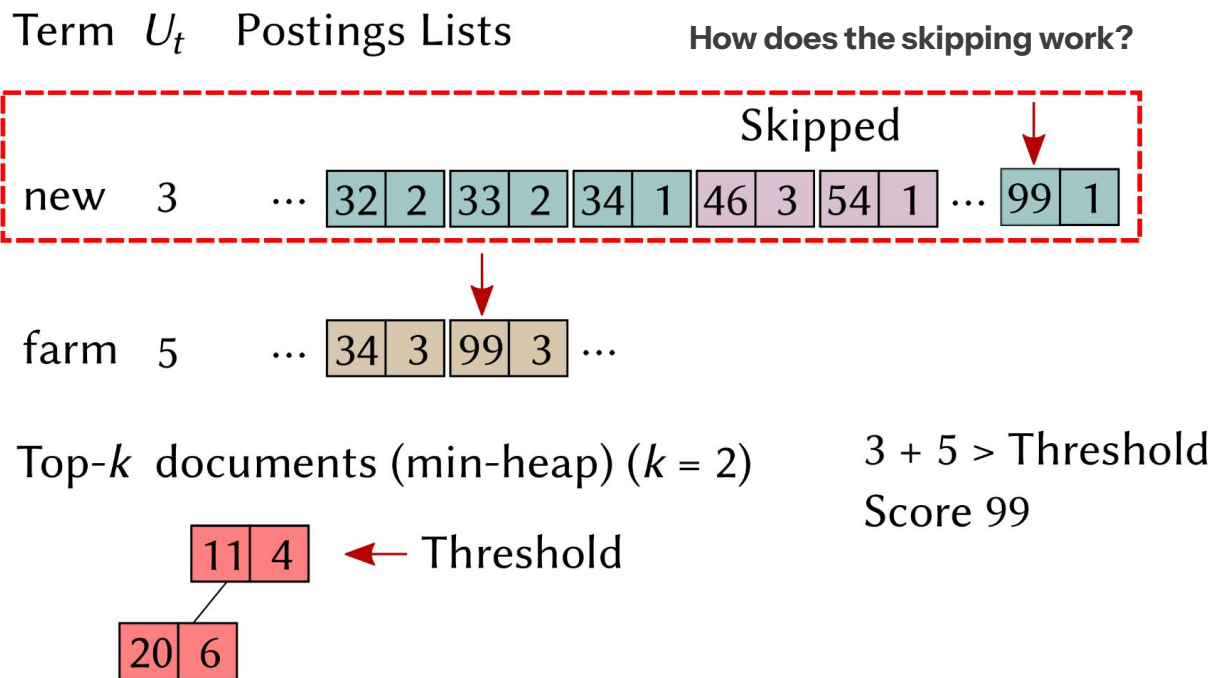 Term Uₜ Postings Lists How does the skipping work?
Skipped
new 3 ... 32 2 33 2 34 1 46 3 54 1 ... 99 1
farm 5 ... 34 3 99 3 ...
Top-k documents (min-heap) (k = 2) 3 + 5 > Threshold
Score 99
11 4 Threshold
20 6